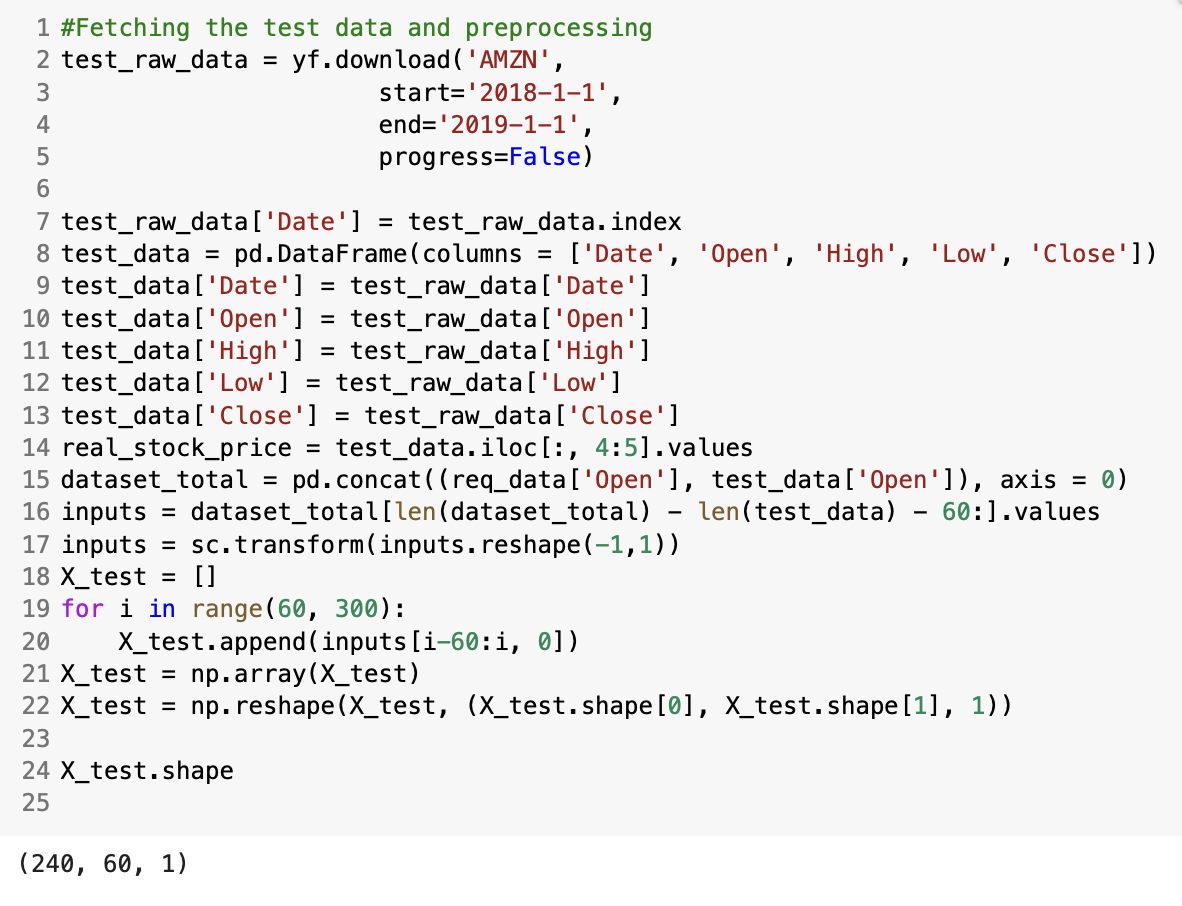 1 #Fetching the test data and preprocessing
2 test_raw_data = yf.download('AMZN',
3                       start='2018-1-1',
4                       end='2019-1-1',
5                       progress=False)
6
7 test_raw_data['Date'] = test_raw_data.index
8 test_data = pd.DataFrame(columns = ['Date', 'Open', 'High', 'Low', 'Close'])
9 test_data['Date'] = test_raw_data['Date']
10 test_data['Open'] = test_raw_data['Open']
11 test_data['High'] = test_raw_data['High']
12 test_data['Low'] = test_raw_data['Low']
13 test_data['Close'] = test_raw_data['Close']
14 real_stock_price = test_data.iloc[:, 4:5].values
15 dataset_total = pd.concat((req_data['Open'], test_data['Open']), axis = 0)
16 inputs = dataset_total[len(dataset_total) - len(test_data) - 60:].values
17 inputs = sc.transform(inputs.reshape(-1,1))
18 X_test = []
19 for i in range(60, 300):
20     X_test.append(inputs[i-60:i, 0])
21 X_test = np.array(X_test)
22 X_test = np.reshape(X_test, (X_test.shape[0], X_test.shape[1], 1))
23
24 X_test.shape
25
(240, 60, 1)